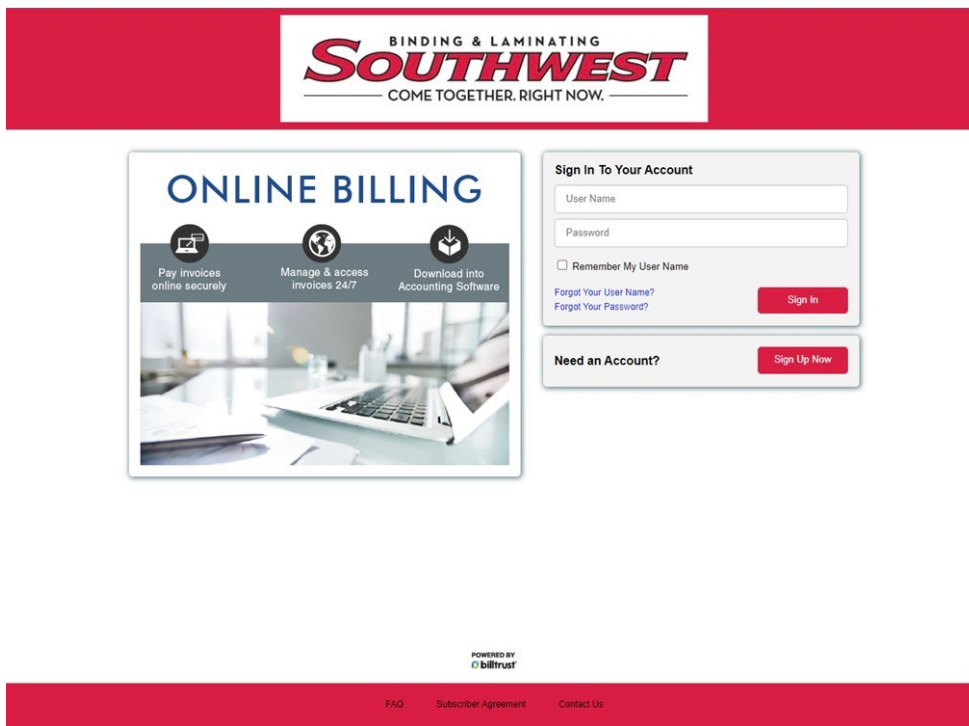 BINDING & LAMINATING
SOUTHWEST
COME TOGETHER. RIGHT NOW.
ONLINE BILLING
Pay invoices
online securely
Manage & access
invoices 24/7
Download into
Accounting Software
Sign In To Your Account
User Name
Password
Remember My User Name
Forgot Your User Name?
Forgot Your Password?
Sign In
Need an Account?
Sign Up Now
POWERED BY
billtrust
FAQ
Subscriber Agreement
Contact Us